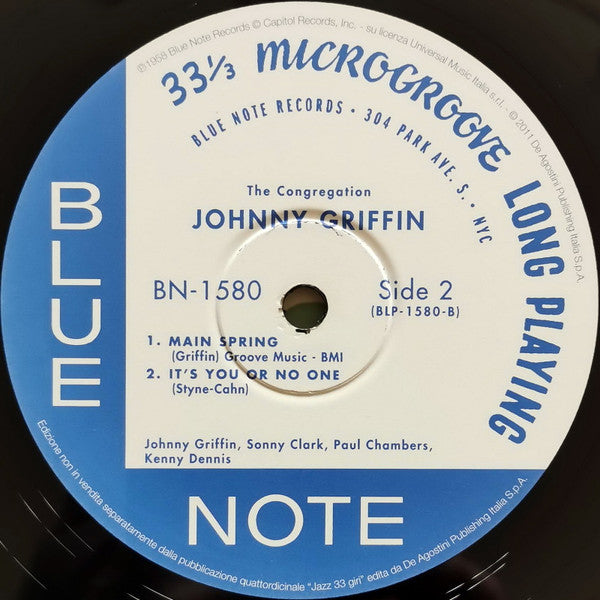 ℗1958 Blue Note Records © Capitol Records, Inc. - su licenza Universal Music Italia s.r.l. - © 2011 De Agostini Publishing Italia S.p.A.
33⅓ MICROGROOVE LONG PLAYING
BLUE NOTE RECORDS • 304 PARK AVE. S. • NYC
The Congregation
JOHNNY GRIFFIN
BN-1580
Side 2
(BLP-1580-B)
1. MAIN SPRING
(Griffin) Groove Music - BMI
2. IT'S YOU OR NO ONE
(Styne-Cahn)
Johnny Griffin, Sonny Clark, Paul Chambers,
Kenny Dennis
BLUE
NOTE
Edizione non in vendita separatamente dalla pubblicazione quattordicinale "Jazz 33 giri" edita da De Agostini Publishing Italia S.p.A.